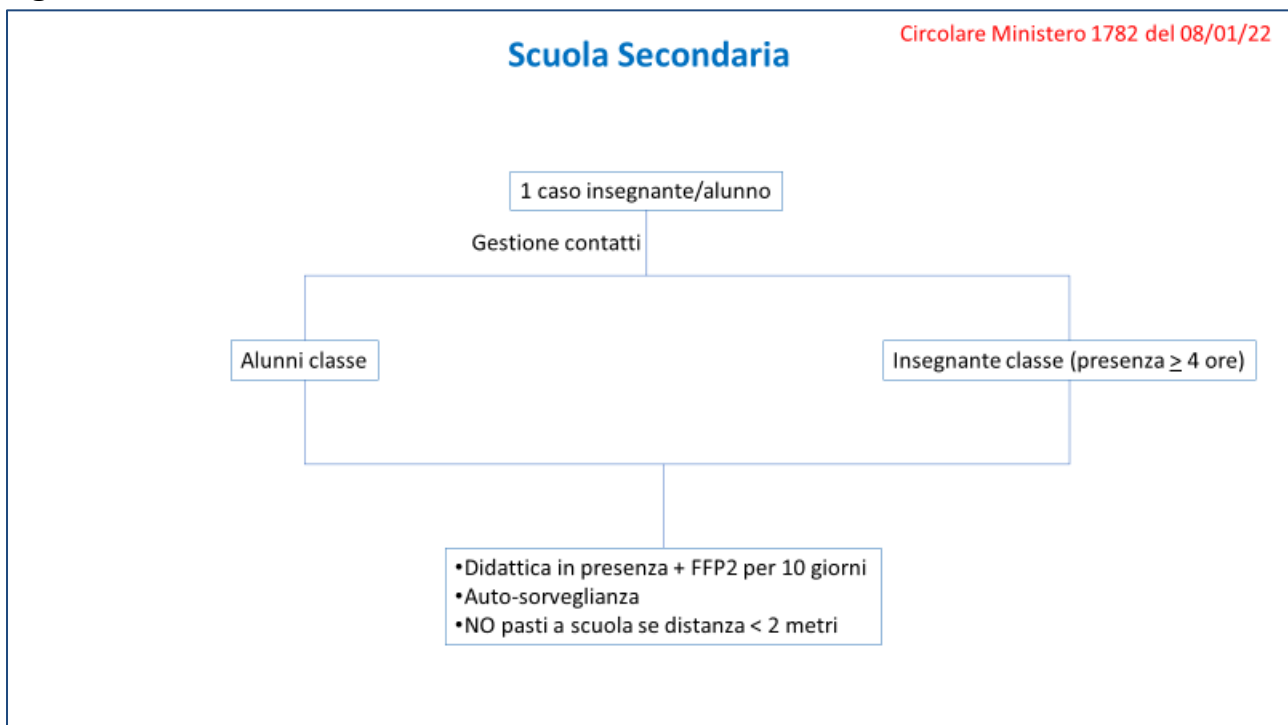 Circolare Ministero 1782 del 08/01/22
Scuola Secondaria
1 caso insegnante/alunno
Gestione contatti
Alunni classe
Insegnante classe (presenza ≥ 4 ore)
•Didattica in presenza + FFP2 per 10 giorni
•Auto-sorveglianza
•NO pasti a scuola se distanza < 2 metri